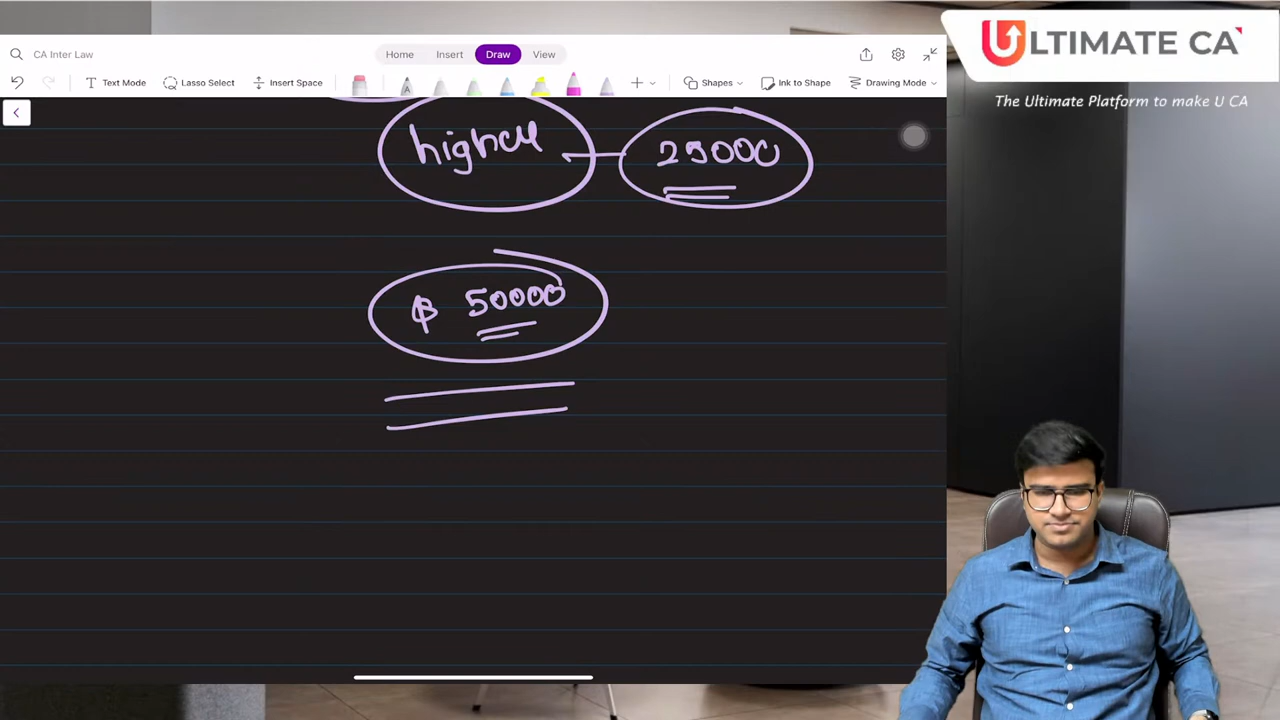 ULTIMATE CA
The Ultimate Platform to make U CA
CA Inter Law
Home Insert Draw View
Text Mode Lasso Select Insert Space Shapes Ink to Shape Drawing Mode
higher 25000
$ 50000